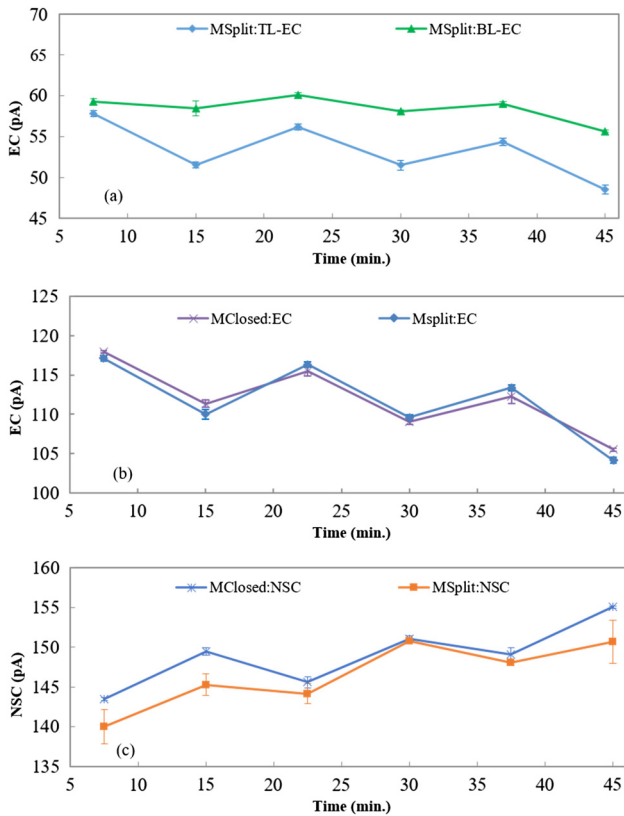 70
65
60
55
50
45
EC (pA)
MSplit:TL-EC
MSplit:BL-EC
(a)
5 10 15 20 25 30 35 40 45
Time (min.)
125
120
115
110
105
100
EC (pA)
MClosed:EC
Msplit:EC
(b)
5 10 15 20 25 30 35 40 45
Time (min.)
160
155
150
145
140
135
NSC (pA)
MClosed:NSC
MSplit:NSC
(c)
5 10 15 20 25 30 35 40 45
Time (min.)